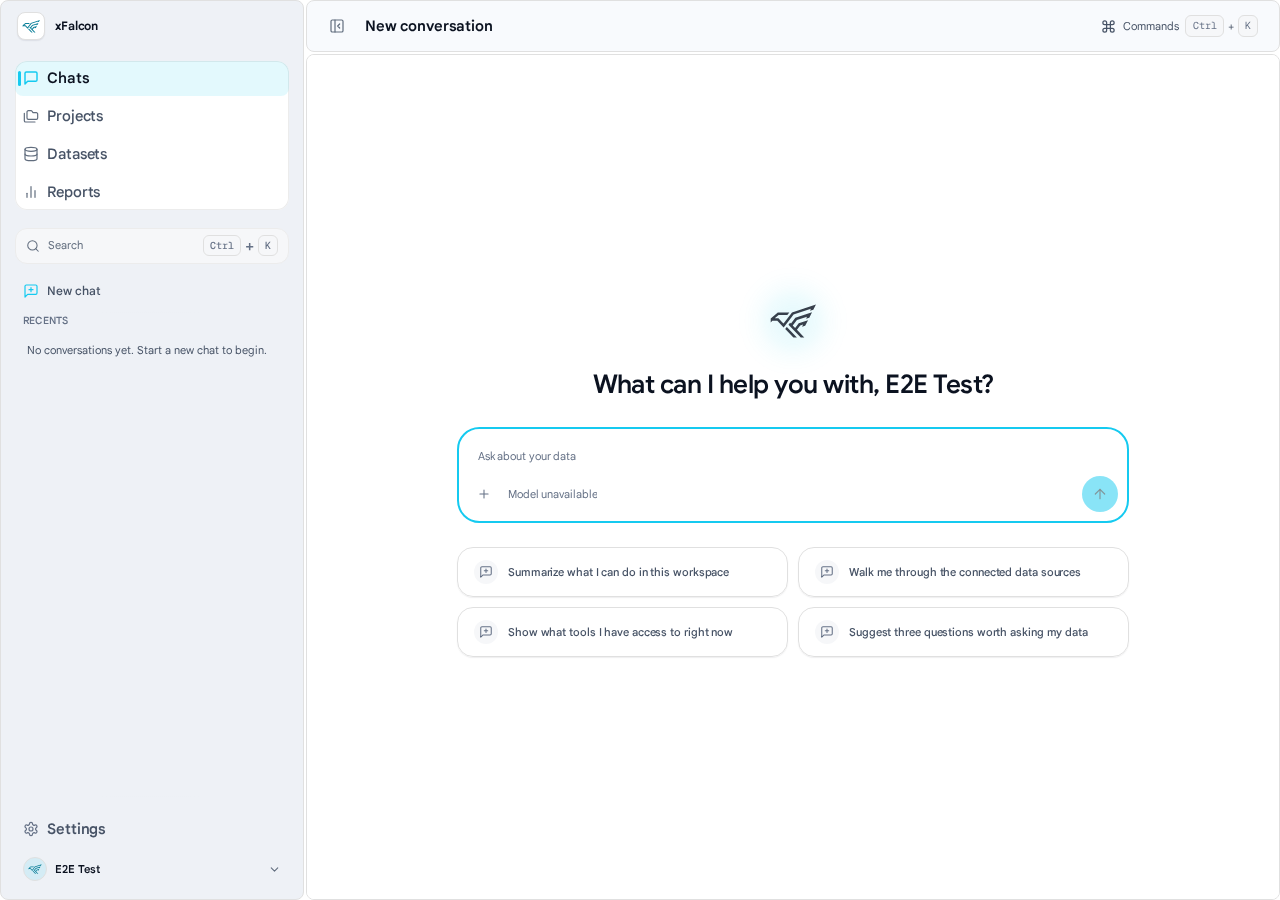 xFalcon
Chats
Projects
Datasets
Reports
Search Ctrl + K
New chat
RECENTS
No conversations yet. Start a new chat to begin.
Settings
E2E Test
New conversation
Commands Ctrl + K
What can I help you with, E2E Test?
Ask about your data
Model unavailable
Summarize what I can do in this workspace
Walk me through the connected data sources
Show what tools I have access to right now
Suggest three questions worth asking my data